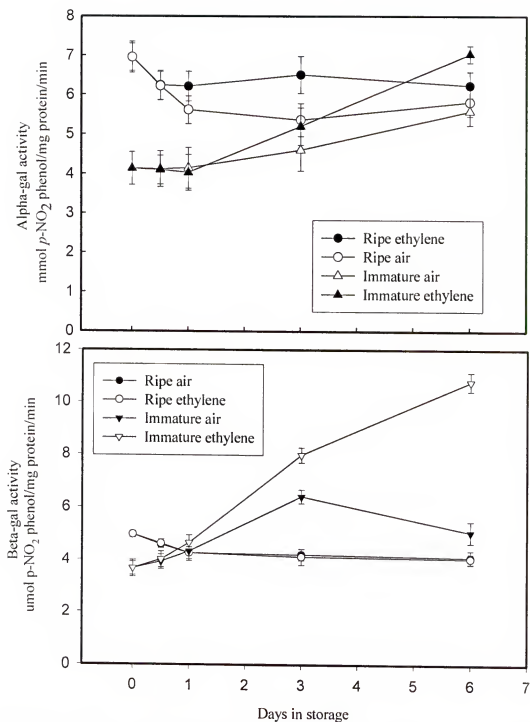 8
7
6
5
4
3
2
1
0
Alpha-gal activity
mmol p-NO2 phenol/mg protein/min
Ripe ethylene
Ripe air
Immature air
Immature ethylene
12
10
8
6
4
2
0
Beta-gal activity
umol p-NO2 phenol/mg protein/min
Ripe air
Ripe ethylene
Immature air
Immature ethylene
0 1 2 3 4 5 6 7
Days in storage